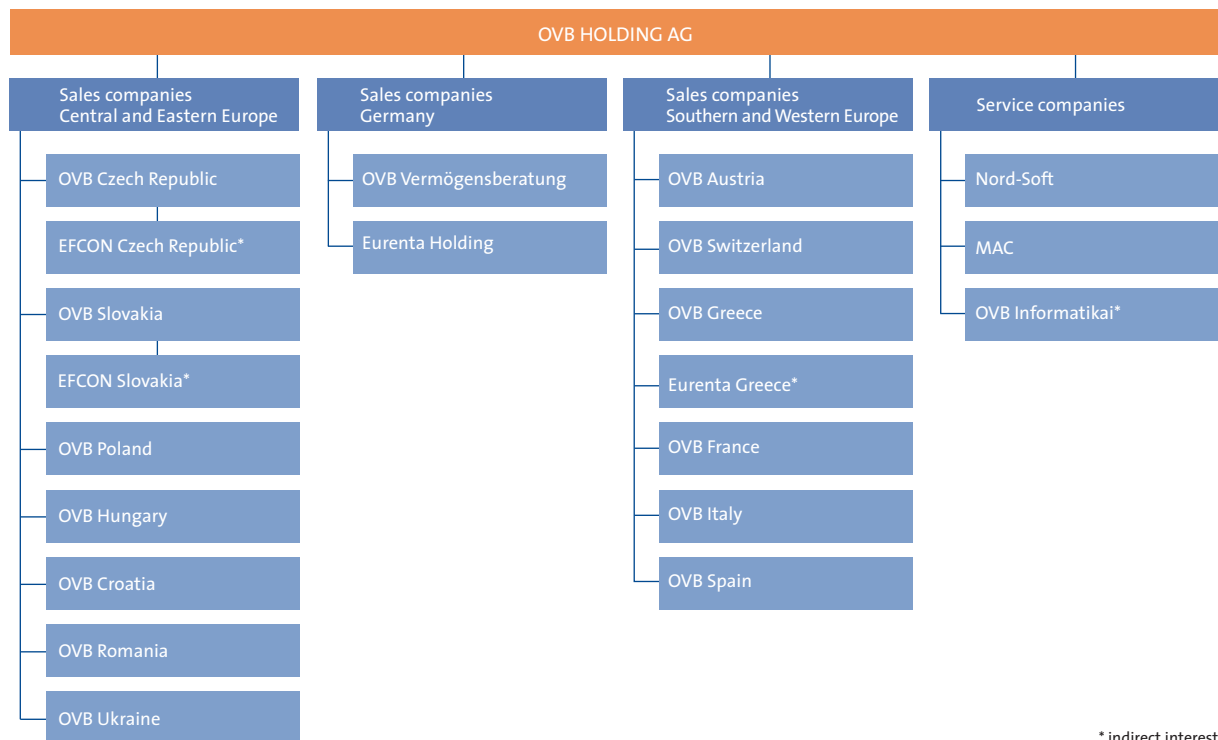 OVB HOLDING AG
Sales companies
Central and Eastern Europe
OVB Czech Republic
EFCON Czech Republic*
OVB Slovakia
EFCON Slovakia*
OVB Poland
OVB Hungary
OVB Croatia
OVB Romania
OVB Ukraine
Sales companies
Germany
OVB Vermögensberatung
Eurenta Holding
Sales companies
Southern and Western Europe
OVB Austria
OVB Switzerland
OVB Greece
Eurenta Greece*
OVB France
OVB Italy
OVB Spain
Service companies
Nord-Soft
MAC
OVB Informatikai*
* indirect interest